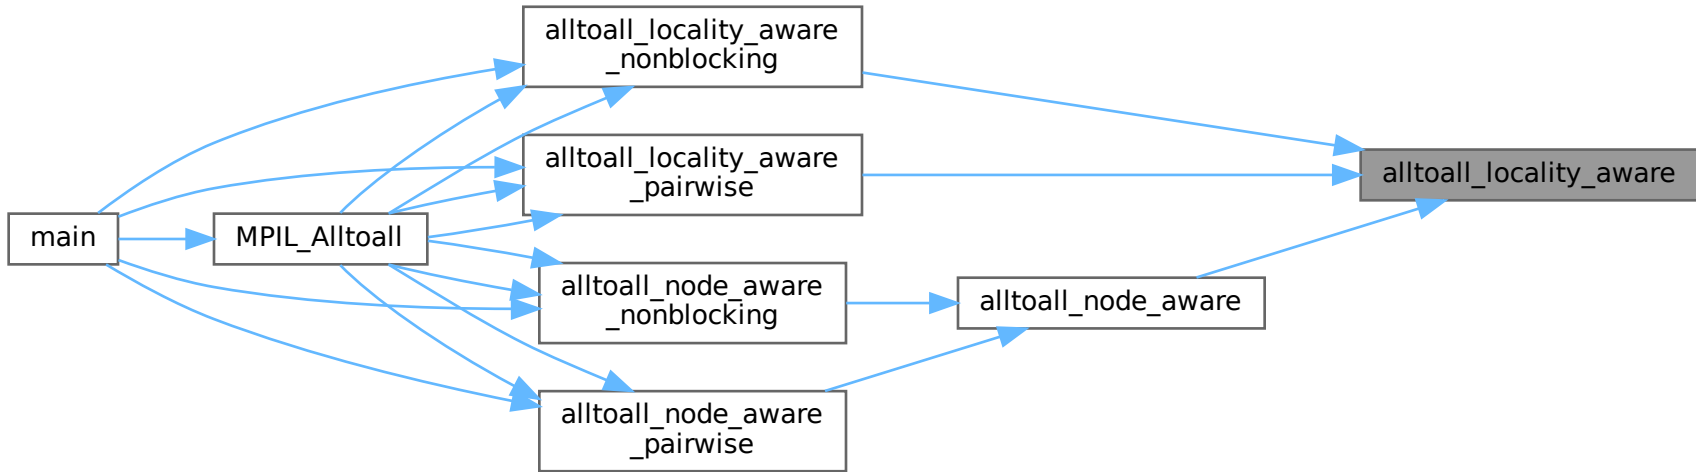 alltoall_locality_aware
_nonblocking
alltoall_locality_aware
_pairwise
alltoall_locality_aware
main
MPIL_Alltoall
alltoall_node_aware
_nonblocking
alltoall_node_aware
alltoall_node_aware
_pairwise